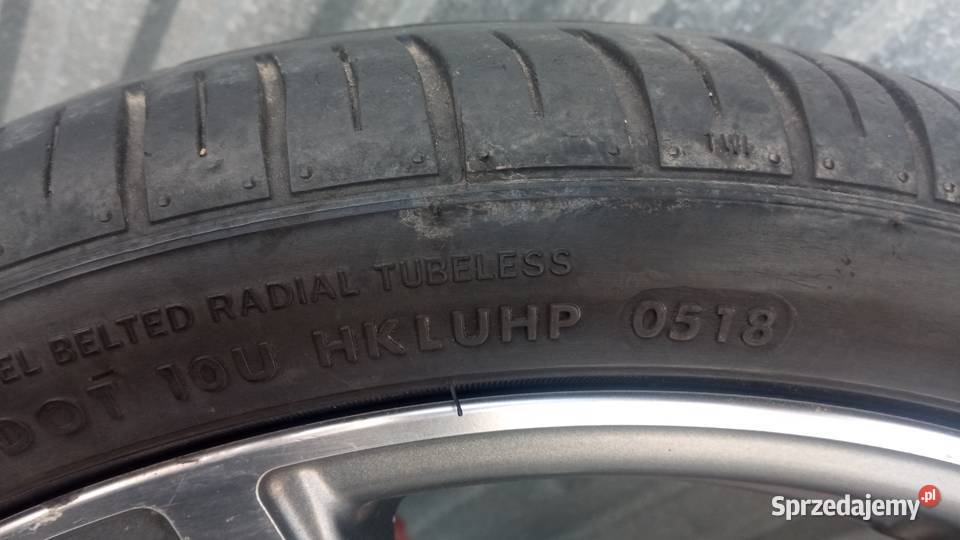 TWI
EL BELTED RADIAL TUBELESS
DOT 10U HKLUHP 0518
Sprzedajemy.pl